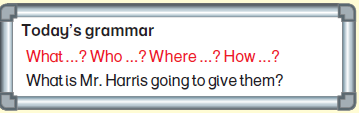 Today's grammar
What ...? Who ...? Where ...? How ...?
What is Mr. Harris going to give them?